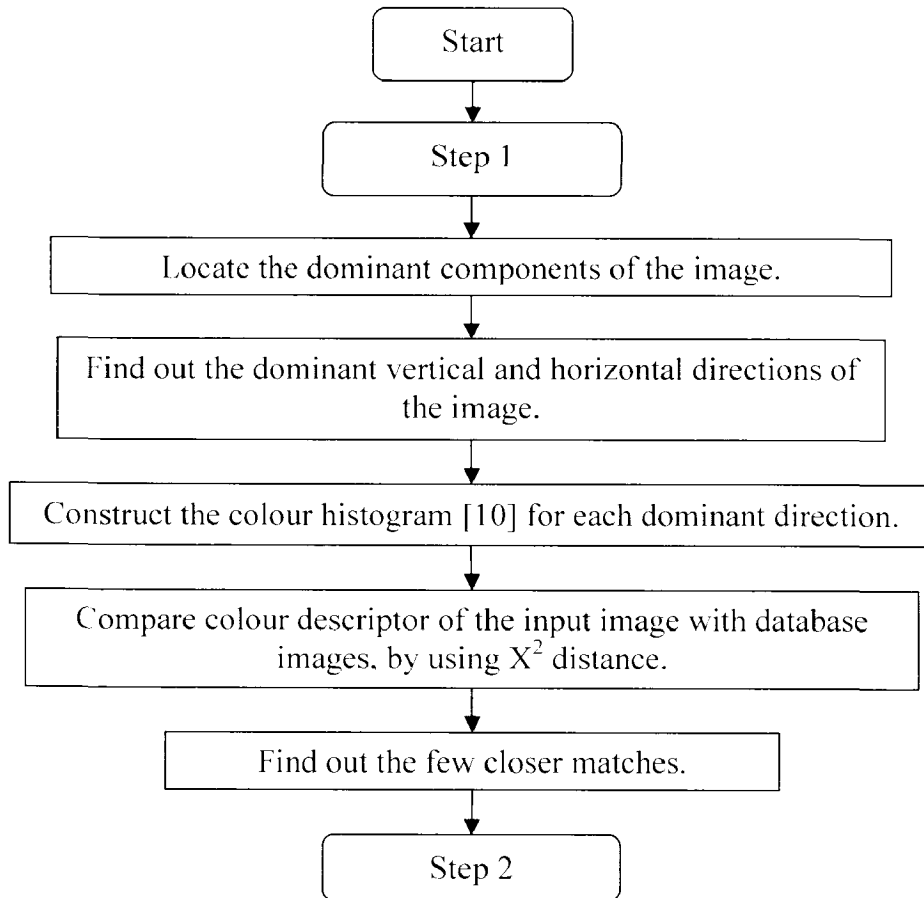 Start
Step 1
Locate the dominant components of the image.
Find out the dominant vertical and horizontal directions of
the image.
Construct the colour histogram [10] for each dominant direction.
Compare colour descriptor of the input image with database
images, by using X² distance.
Find out the few closer matches.
Step 2